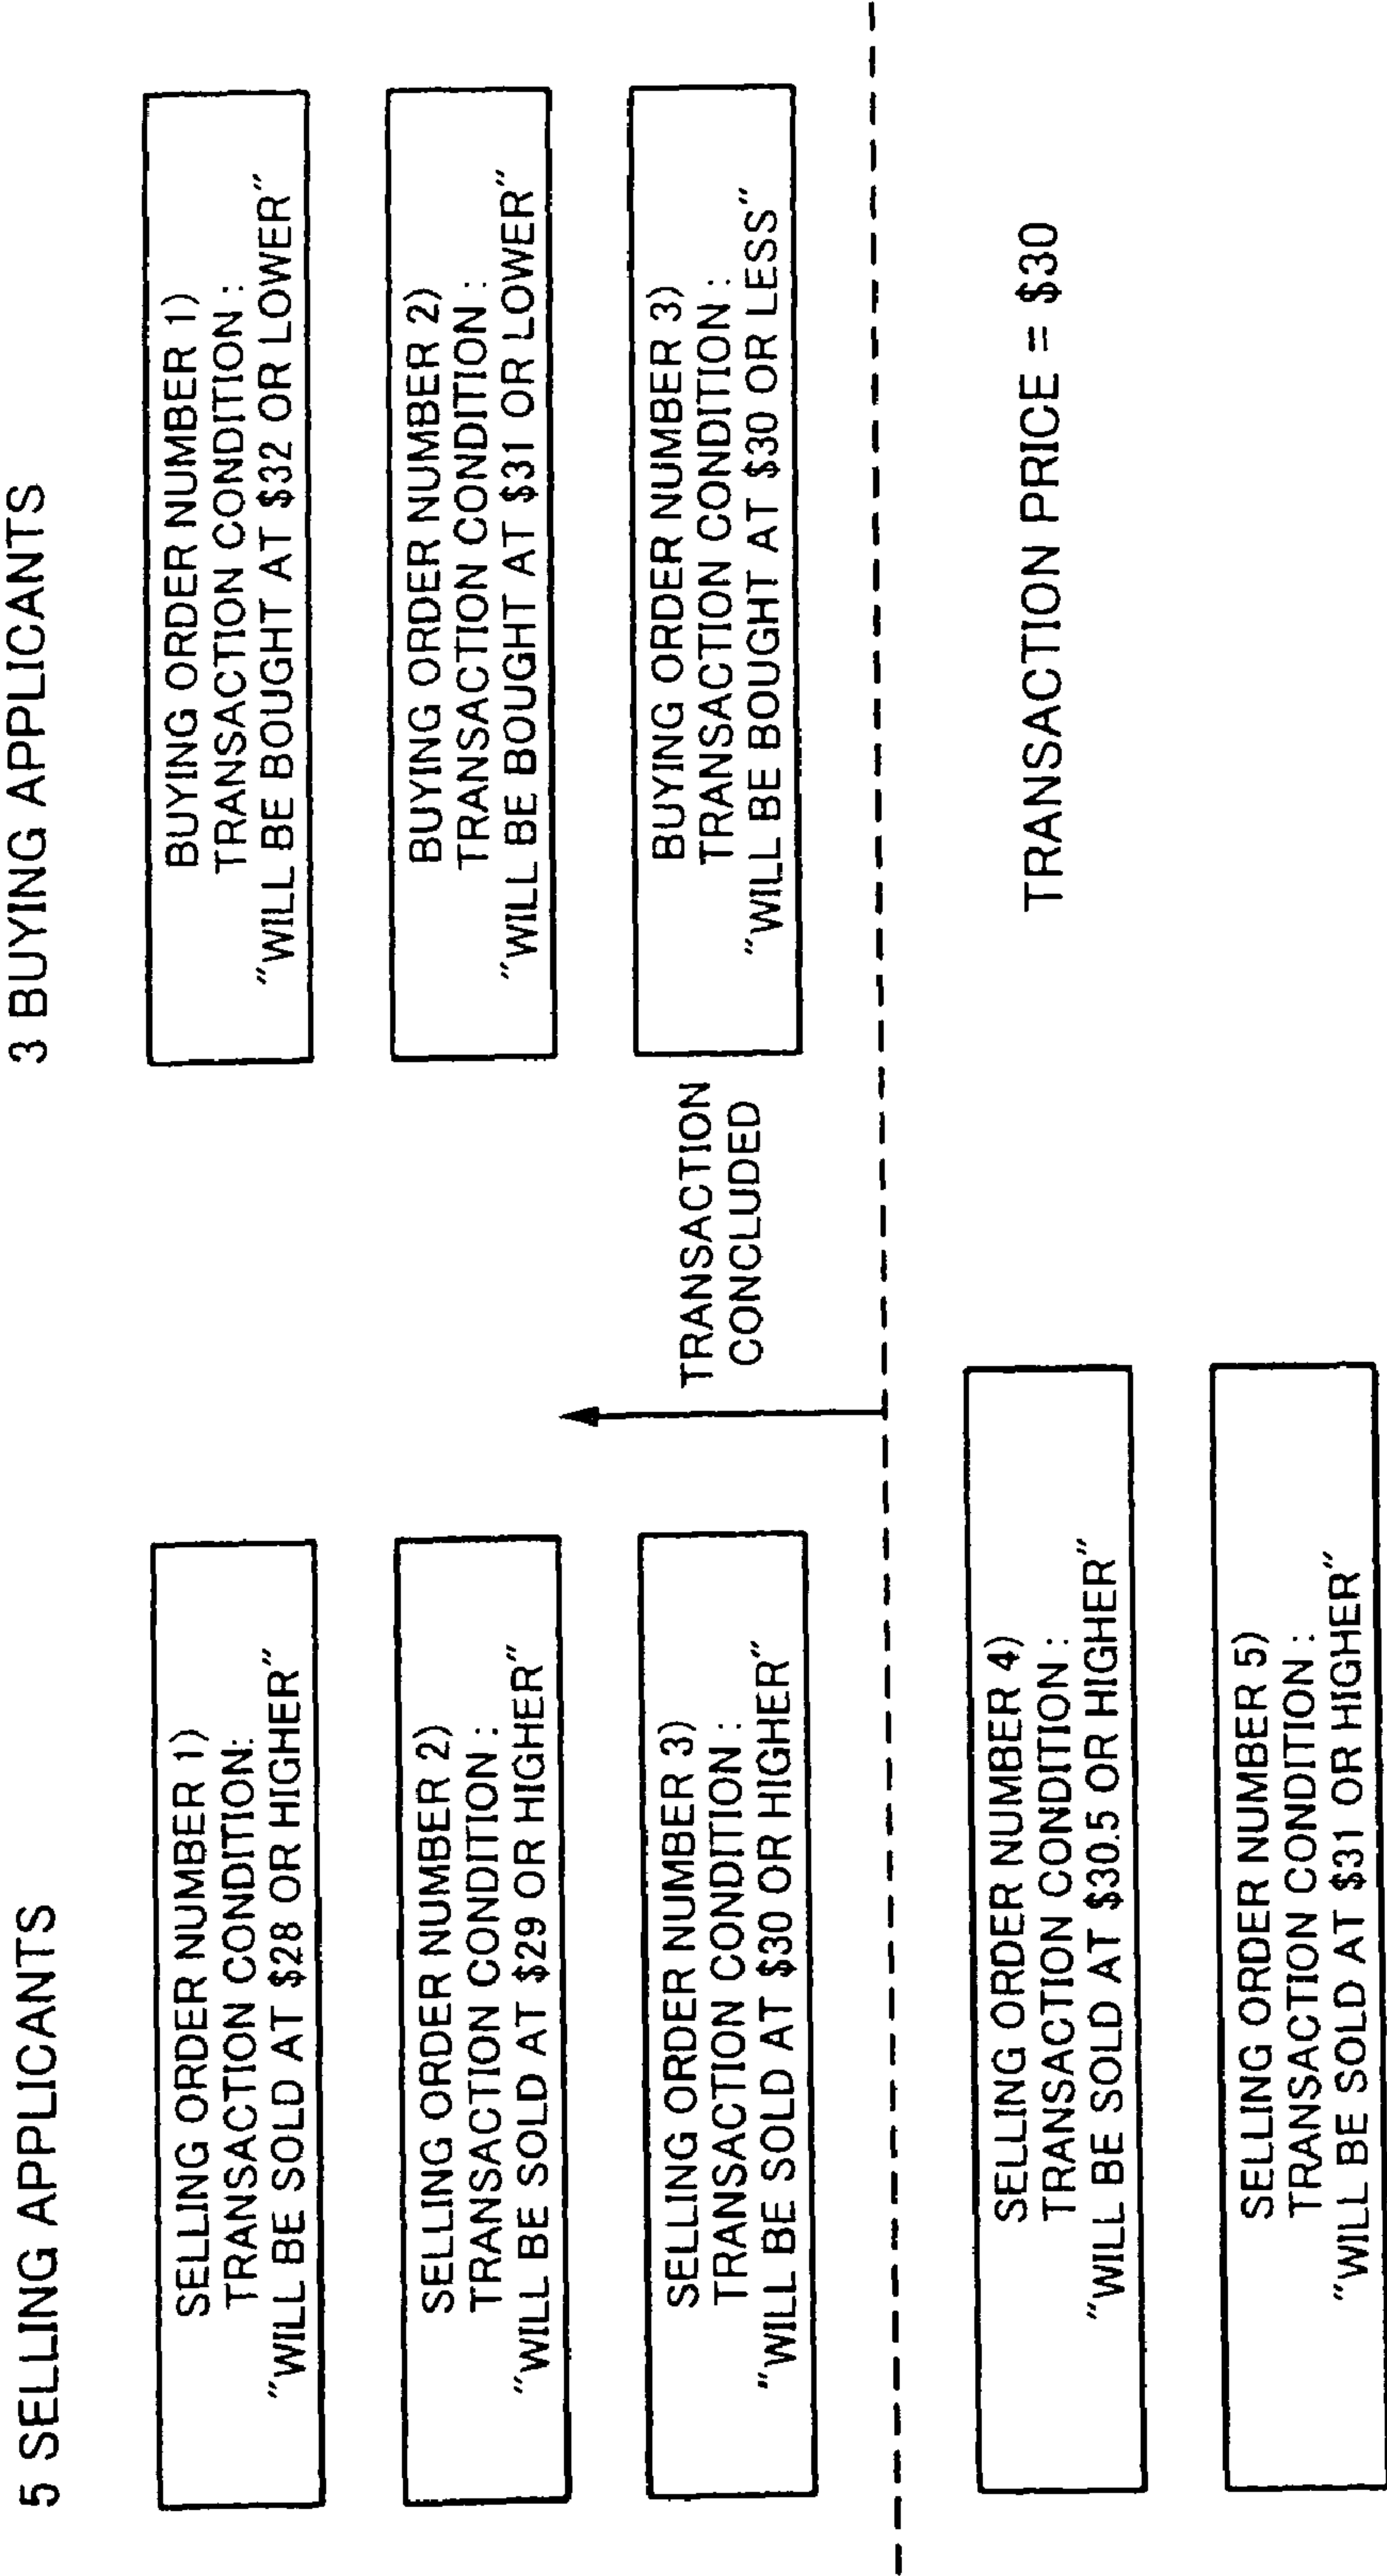 5 SELLING APPLICANTS
SELLING ORDER NUMBER 1)
TRANSACTION CONDITION:
"WILL BE SOLD AT $28 OR HIGHER"
SELLING ORDER NUMBER 2)
TRANSACTION CONDITION :
"WILL BE SOLD AT $29 OR HIGHER"
SELLING ORDER NUMBER 3)
TRANSACTION CONDITION :
"WILL BE SOLD AT $30 OR HIGHER"
SELLING ORDER NUMBER 4)
TRANSACTION CONDITION :
"WILL BE SOLD AT $30.5 OR HIGHER"
SELLING ORDER NUMBER 5)
TRANSACTION CONDITION :
"WILL BE SOLD AT $31 OR HIGHER"
TRANSACTION
CONCLUDED
3 BUYING APPLICANTS
BUYING ORDER NUMBER 1)
TRANSACTION CONDITION :
"WILL BE BOUGHT AT $32 OR LOWER"
BUYING ORDER NUMBER 2)
TRANSACTION CONDITION :
"WILL BE BOUGHT AT $31 OR LOWER"
BUYING ORDER NUMBER 3)
TRANSACTION CONDITION :
"WILL BE BOUGHT AT $30 OR LESS"
TRANSACTION PRICE = $30